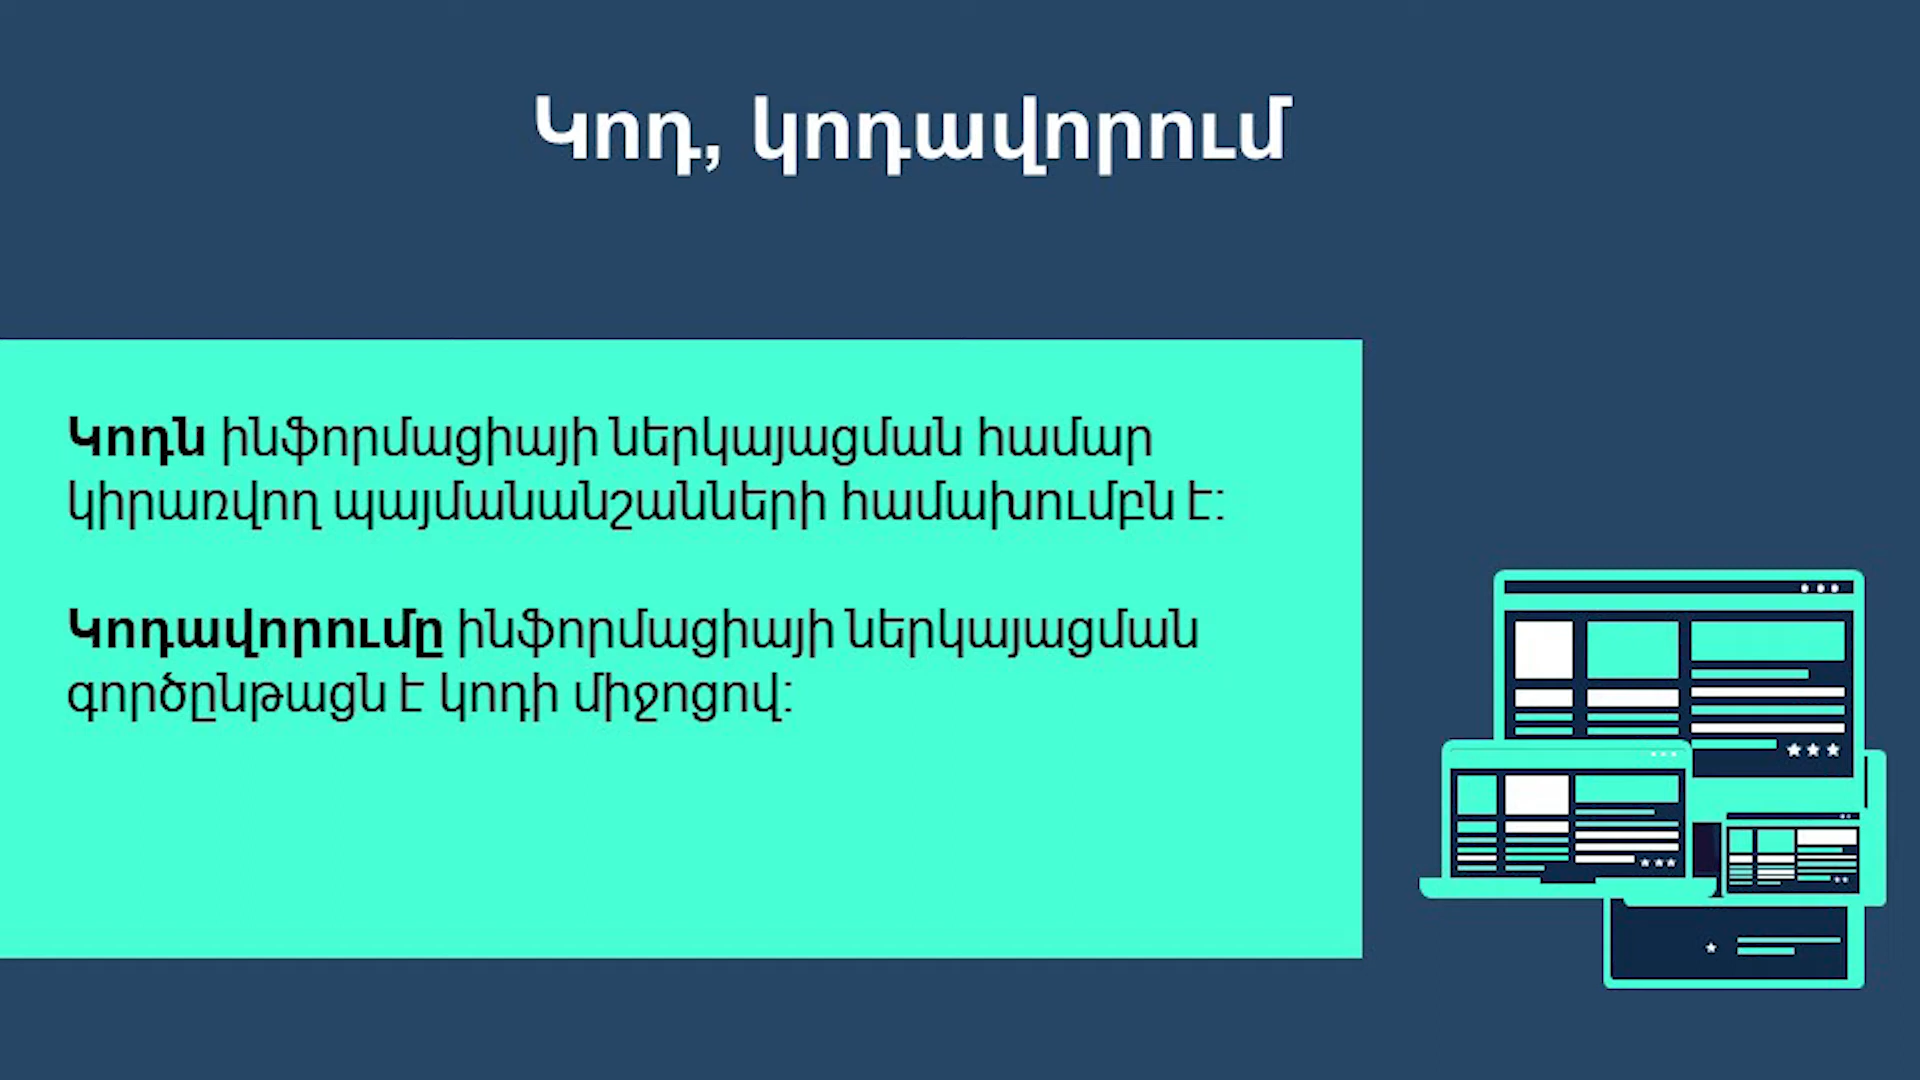 Կոդ, կոդավորում
Կոդն ինֆորմացիայի ներկայացման համար
կիրառվող պայմանանշանների համախումբն է:
Կոդավորումը ինֆորմացիայի ներկայացման
գործընթացն է կոդի միջոցով: